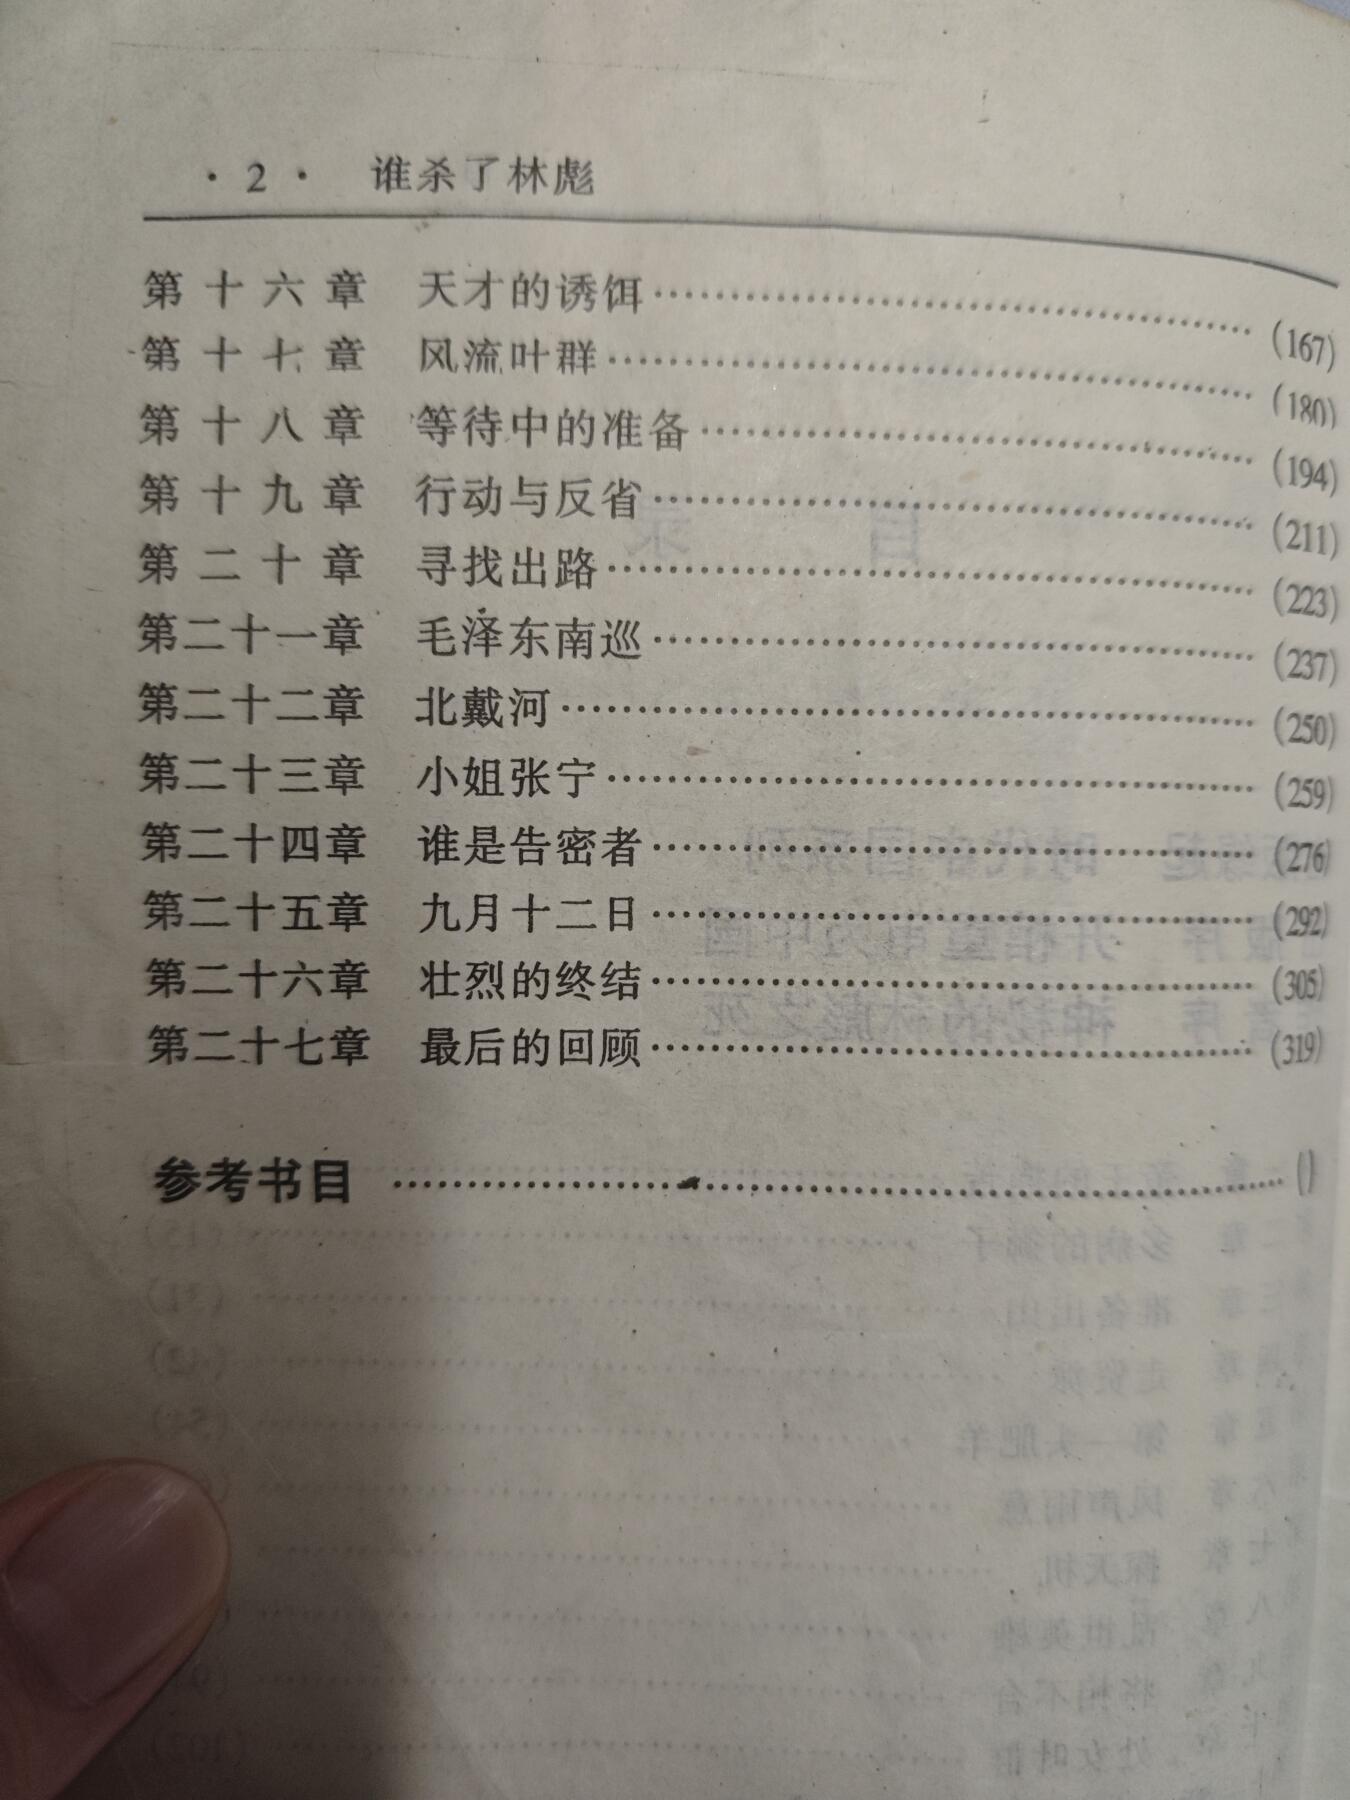 · 2 · 谁杀了林彪
第十六章 天才的诱饵……………………(167)
第十七章 风流叶群……………………(180)
第十八章 等待中的准备……………………(194)
第十九章 行动与反省……………………(211)
第二十章 寻找出路……………………(223)
第二十一章 毛泽东南巡……………………(237)
第二十二章 北戴河……………………(250)
第二十三章 小姐张宁……………………(259)
第二十四章 谁是告密者……………………(276)
第二十五章 九月十二日……………………(292)
第二十六章 壮烈的终结……………………(305)
第二十七章 最后的回顾……………………(319)
参考书目……………………()